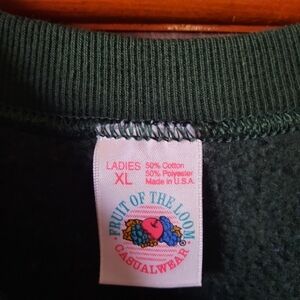 LADIES
XL
50% Cotton
50% Polyester
Made in U.S.A.
FRUIT OF THE LOOM
®
CASUALWEAR